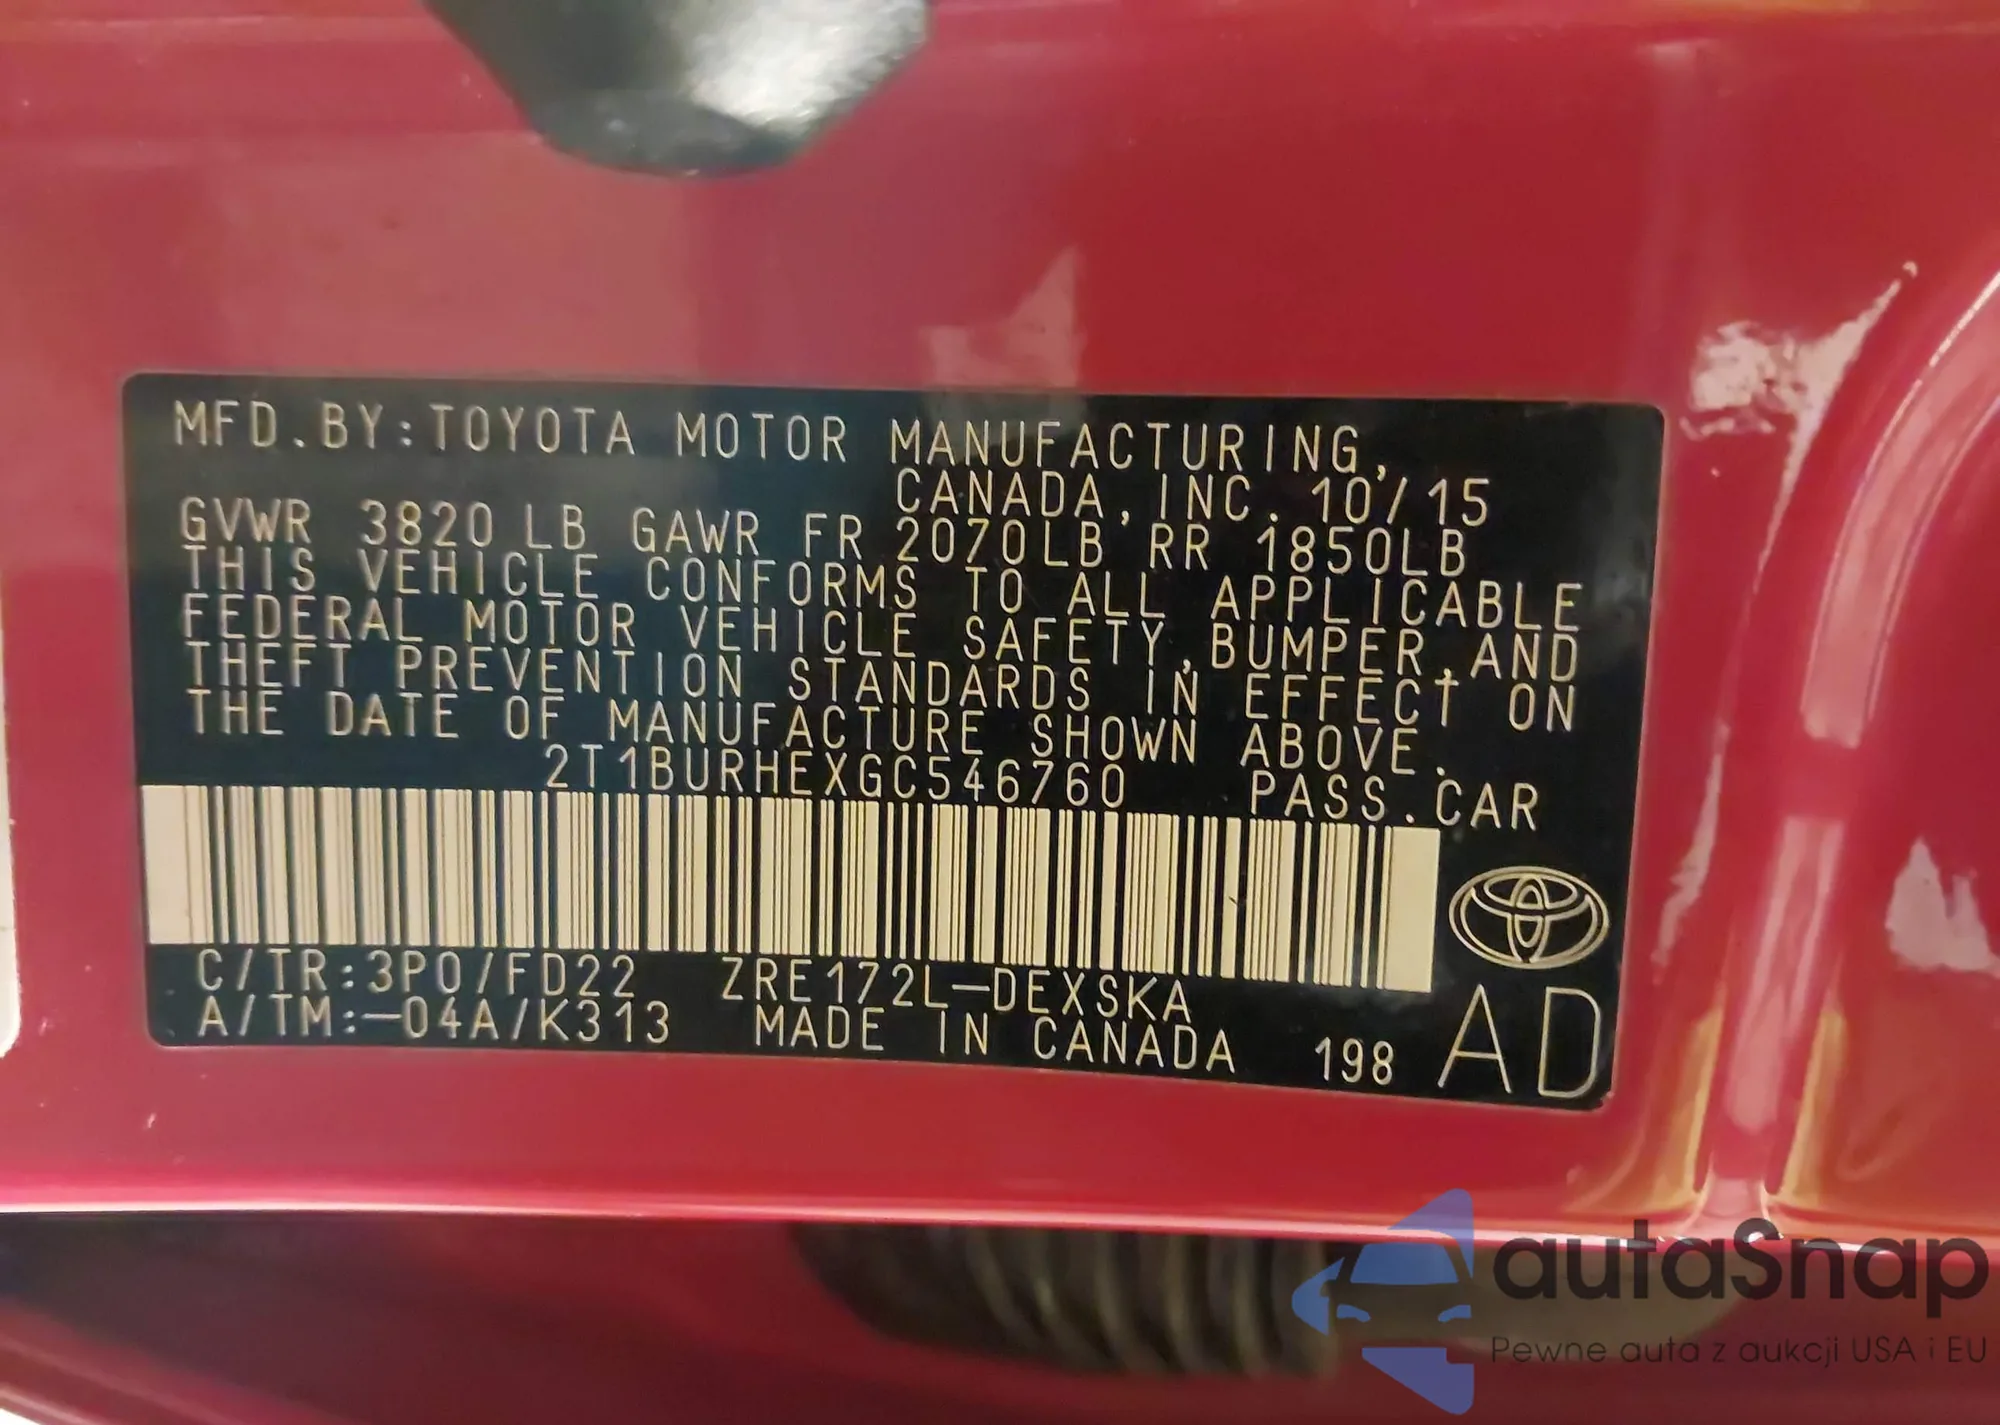 MFD.BY:TOYOTA MOTOR MANUFACTURING,
CANADA, INC. 10/15
GVWR 3820 LB GAWR FR 2070LB RR 1850LB
THIS VEHICLE CONFORMS TO ALL APPLICABLE
FEDERAL MOTOR VEHICLE SAFETY,BUMPER,AND
THEFT PREVENTION STANDARDS IN EFFECT ON
THE DATE OF MANUFACTURE SHOWN ABOVE.
2T1BURHEXGC546760 PASS.CAR
C/TR:3P0/FD22 ZRE172L-DEXSKA
A/TM:-04A/K313 MADE IN CANADA 198 AD
autaSnap
Pewne auta z aukcji USA i EU